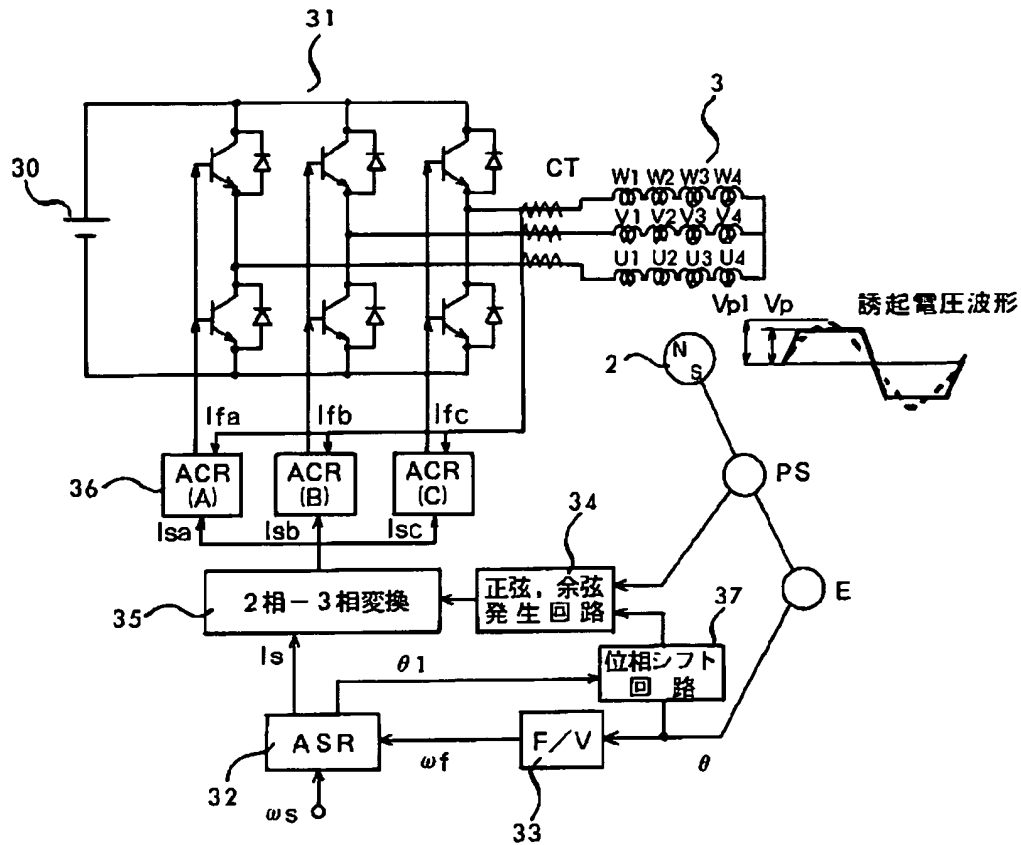 31
3
30
CT
W1 W2 W3 W4
V1 V2 V3 V4
U1 U2 U3 U4
Vp1 Vp 誘起電圧波形
2
N
S
Ifa Ifb Ifc
PS
36
ACR
(A)
ACR
(B)
ACR
(C)
Isa Isb Isc
34
E
35
2相-3相変換
正弦,余弦
発生回路
37
Is
θ1
位相シフト
回路
ASR
F/V
32
ωf
θ
ωs
33